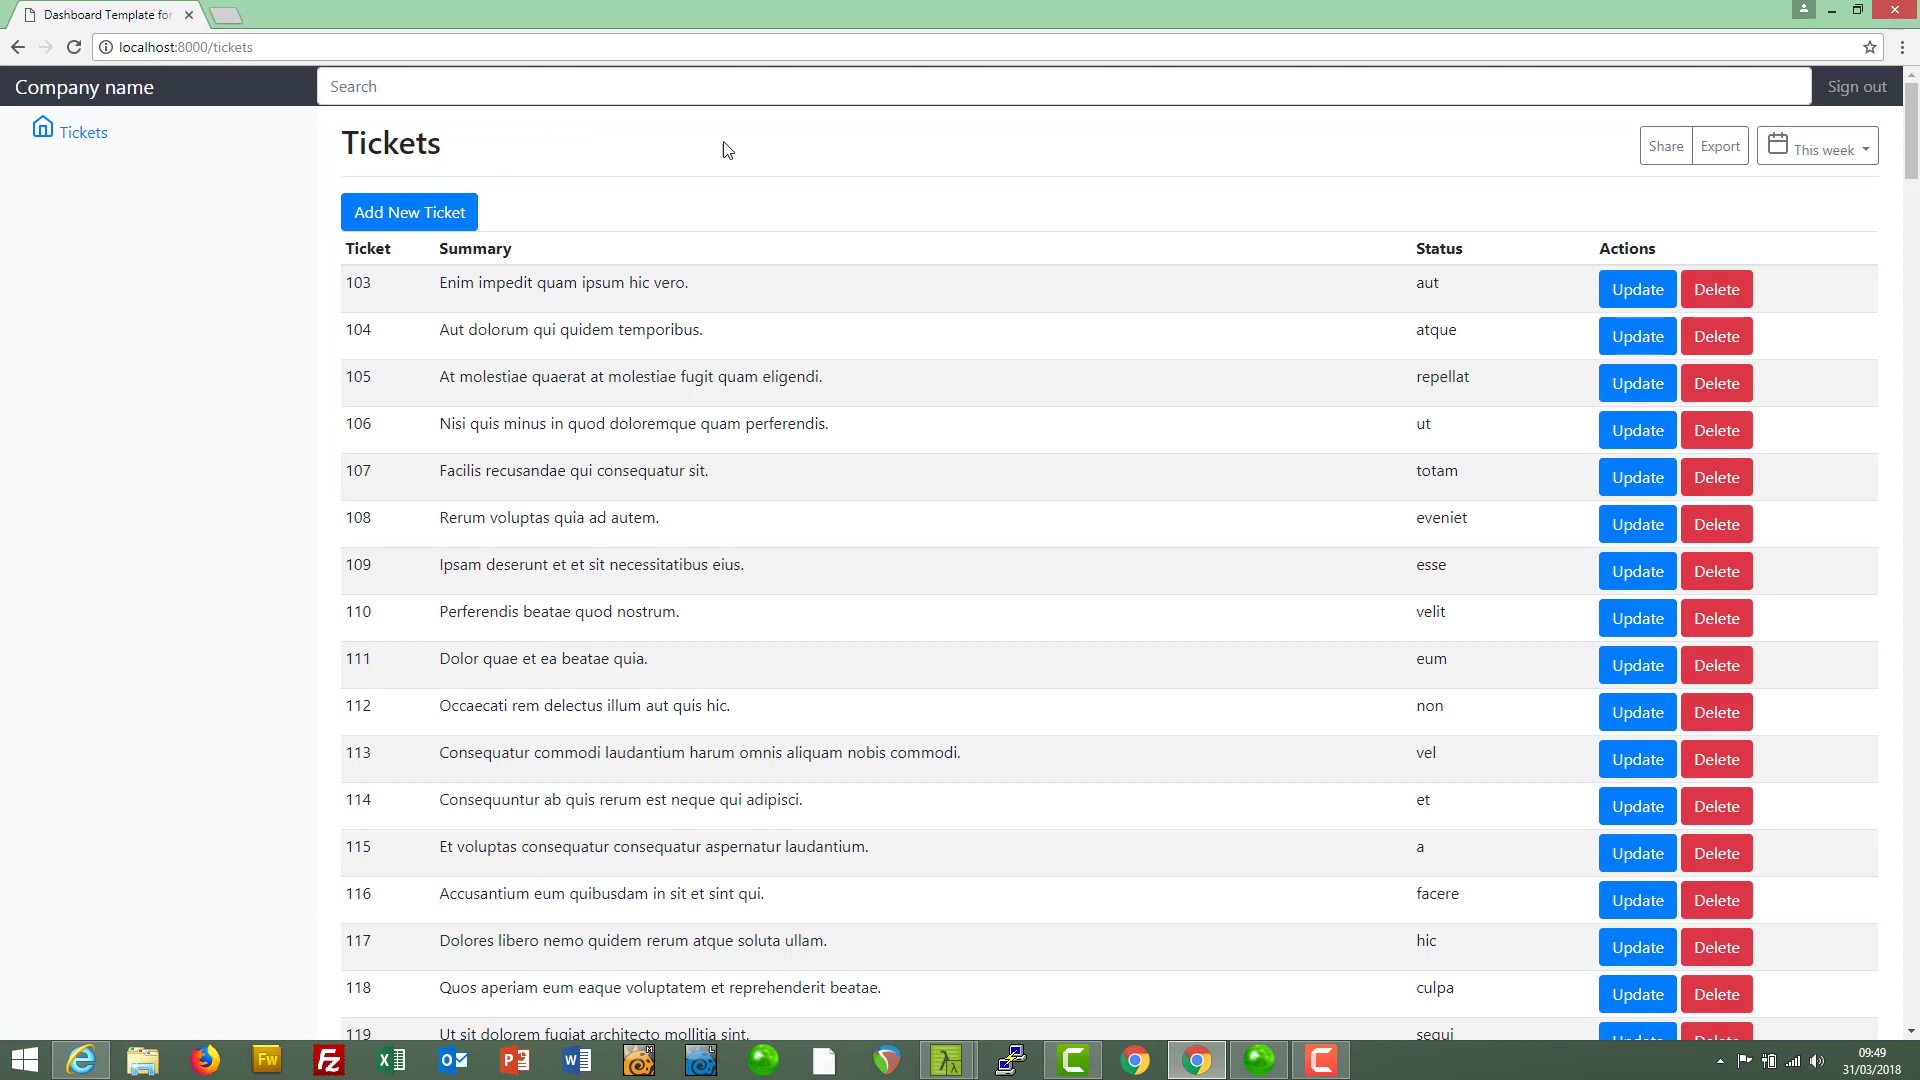 Dashboard Template for
localhost:8000/tickets
Company name
Search
Sign out
Tickets
Tickets
Share
Export
This week
Add New Ticket
Ticket Summary Status Actions
103 Enim impedit quam ipsum hic vero. aut Update Delete
104 Aut dolorum qui quidem temporibus. atque Update Delete
105 At molestiae quaerat at molestiae fugit quam eligendi. repellat Update Delete
106 Nisi quis minus in quod doloremque quam perferendis. ut Update Delete
107 Facilis recusandae qui consequatur sit. totam Update Delete
108 Rerum voluptas quia ad autem. eveniet Update Delete
109 Ipsam deserunt et et sit necessitatibus eius. esse Update Delete
110 Perferendis beatae quod nostrum. velit Update Delete
111 Dolor quae et ea beatae quia. eum Update Delete
112 Occaecati rem delectus illum aut quis hic. non Update Delete
113 Consequatur commodi laudantium harum omnis aliquam nobis commodi. vel Update Delete
114 Consequuntur ab quis rerum est neque qui adipisci. et Update Delete
115 Et voluptas consequatur consequatur aspernatur laudantium. a Update Delete
116 Accusantium eum quibusdam in sit et sint qui. facere Update Delete
117 Dolores libero nemo quidem rerum atque soluta ullam. hic Update Delete
118 Quos aperiam eum eaque voluptatem et reprehenderit beatae. culpa Update Delete
119 Ut sit dolorem fugiat architecto mollitia sint. sequi Update Delete
Fw
Fz
09:49
31/03/2018